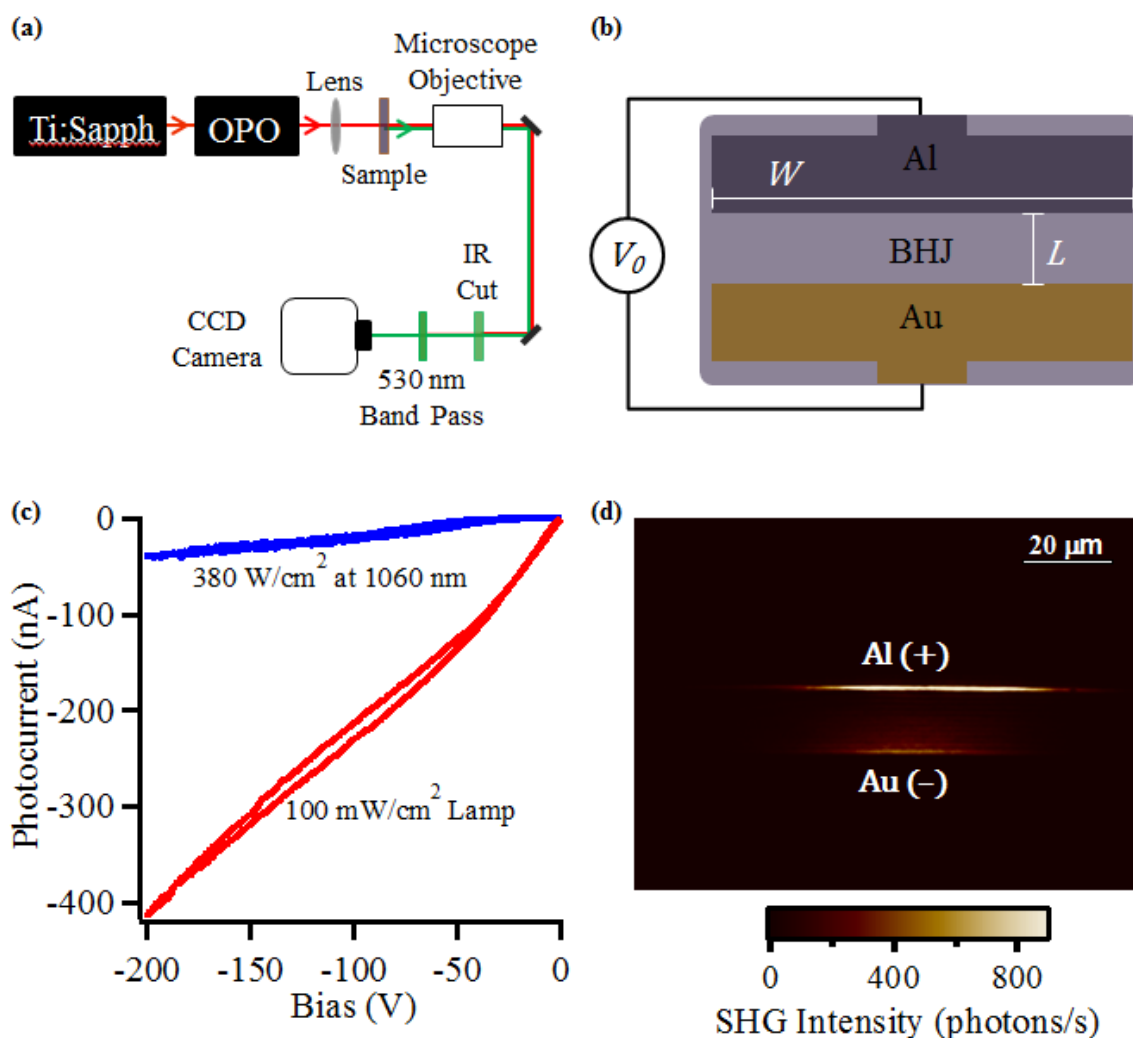 (a)
Microscope
Objective
Lens
Ti:Sapph
OPO
Sample
IR
Cut
CCD
Camera
530 nm
Band Pass
(b)
Al
W
V0
BHJ
L
Au
(c)
Photocurrent (nA)
0
-100
-200
-300
-400
380 W/cm2 at 1060 nm
100 mW/cm2 Lamp
-200
-150
-100
-50
0
Bias (V)
(d)
20 μm
Al (+)
Au (−)
0
400
800
SHG Intensity (photons/s)